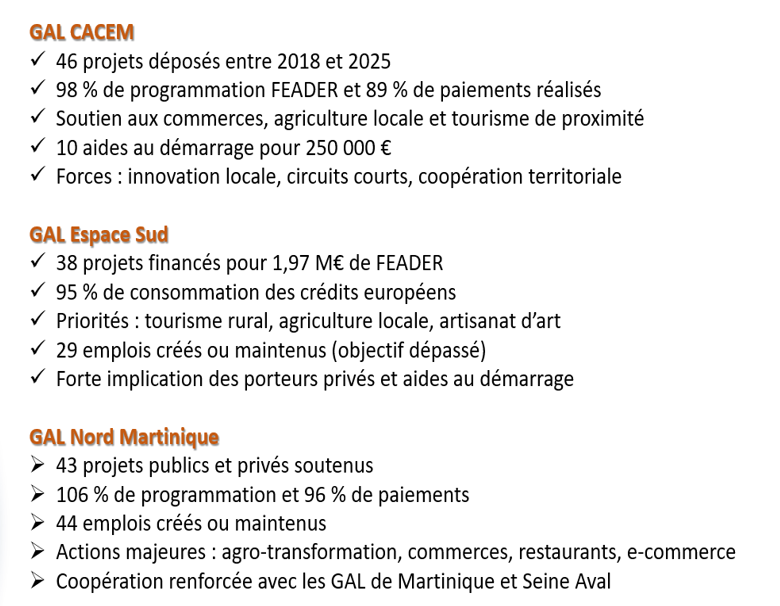 GAL CACEM
✓ 46 projets déposés entre 2018 et 2025
✓ 98 % de programmation FEADER et 89 % de paiements réalisés
✓ Soutien aux commerces, agriculture locale et tourisme de proximité
✓ 10 aides au démarrage pour 250 000 €
✓ Forces : innovation locale, circuits courts, coopération territoriale
GAL Espace Sud
✓ 38 projets financés pour 1,97 M€ de FEADER
✓ 95 % de consommation des crédits européens
✓ Priorités : tourisme rural, agriculture locale, artisanat d’art
✓ 29 emplois créés ou maintenus (objectif dépassé)
✓ Forte implication des porteurs privés et aides au démarrage
GAL Nord Martinique
➢ 43 projets publics et privés soutenus
➢ 106 % de programmation et 96 % de paiements
➢ 44 emplois créés ou maintenus
➢ Actions majeures : agro-transformation, commerces, restaurants, e-commerce
➢ Coopération renforcée avec les GAL de Martinique et Seine Aval